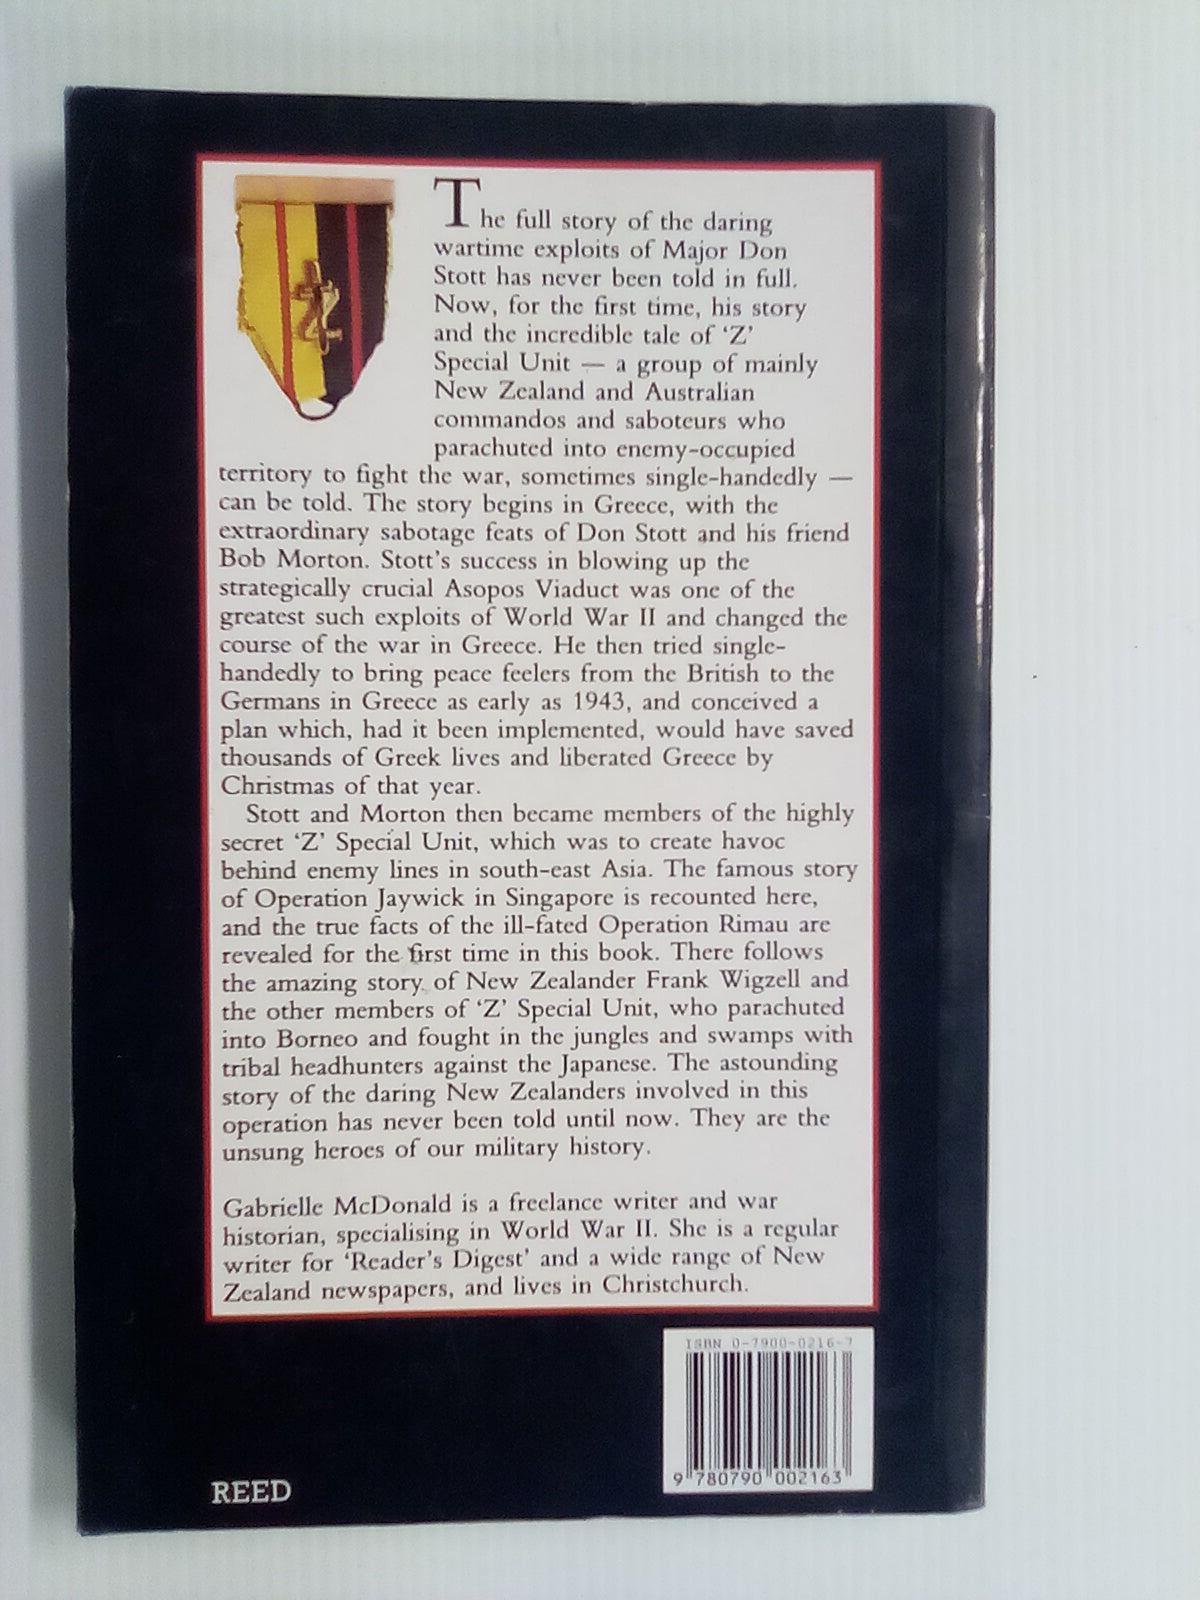 The full story of the daring
wartime exploits of Major Don
Stott has never been told in full.
Now, for the first time, his story
and the incredible tale of ‘Z’
Special Unit — a group of mainly
New Zealand and Australian
commandos and saboteurs who
parachuted into enemy-occupied
territory to fight the war, sometimes single-handedly —
can be told. The story begins in Greece, with the
extraordinary sabotage feats of Don Stott and his friend
Bob Morton. Stott's success in blowing up the
strategically crucial Asopos Viaduct was one of the
greatest such exploits of World War II and changed the
course of the war in Greece. He then tried single-
handedly to bring peace feelers from the British to the
Germans in Greece as early as 1943, and conceived a
plan which, had it been implemented, would have saved
thousands of Greek lives and liberated Greece by
Christmas of that year.
Stott and Morton then became members of the highly
secret ‘Z’ Special Unit, which was to create havoc
behind enemy lines in south-east Asia. The famous story
of Operation Jaywick in Singapore is recounted here,
and the true facts of the ill-fated Operation Rimau are
revealed for the first time in this book. There follows
the amazing story of New Zealander Frank Wigzell and
the other members of ‘Z’ Special Unit, who parachuted
into Borneo and fought in the jungles and swamps with
tribal headhunters against the Japanese. The astounding
story of the daring New Zealanders involved in this
operation has never been told until now. They are the
unsung heroes of our military history.
Gabrielle McDonald is a freelance writer and war
historian, specialising in World War II. She is a regular
writer for ‘Reader's Digest’ and a wide range of New
Zealand newspapers, and lives in Christchurch.
ISBN 0-7900-0216-7
9 780790 002163
REED